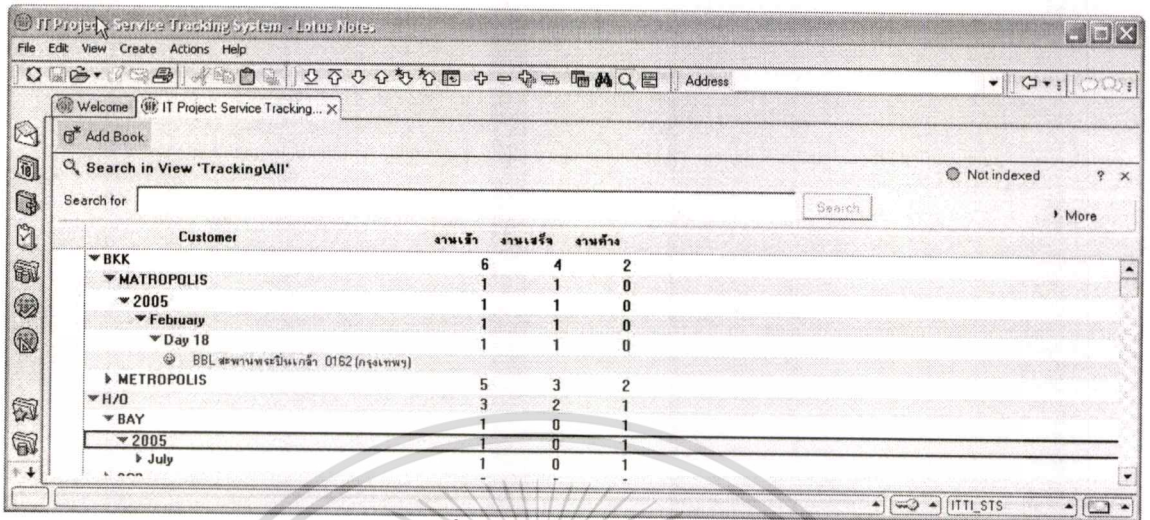 IT Project: Service Tracking System - Lotus Notes
File Edit View Create Actions Help
Address
Welcome IT Project: Service Tracking...
Add Book
Search in View 'Tracking\All'
Not indexed ? ×
Search for Search More
Customer งานเข้า งานเสร็จ งานค้าง
BKK 6 4 2
MATROPOLIS 1 1 0
2005 1 1 0
February 1 1 0
Day 18 1 1 0
BBL สะพานพระปิ่นเกล้า 0162 (กรุงเทพฯ)
METROPOLIS 5 3 2
H/O 3 2 1
BAY 1 0 1
2005 1 0 1
July 1 0 1
ITTI_STS